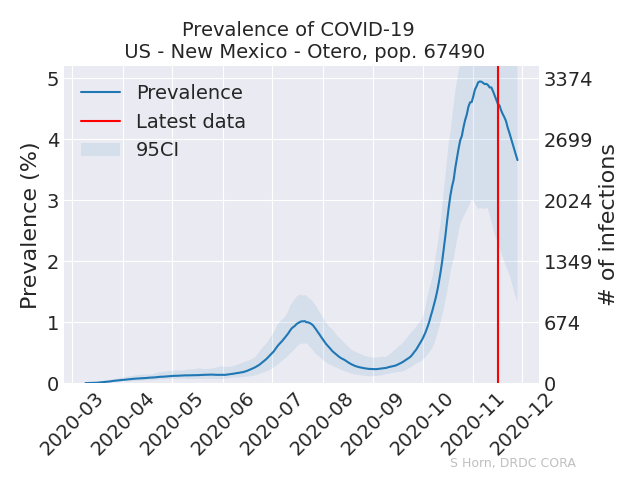 Prevalence of COVID-19
US - New Mexico - Otero, pop. 67490
Prevalence
Latest data
95CI
Prevalence (%)
5
4
3
2
1
0
3374
2699
2024
1349
674
0
# of infections
2020-03
2020-04
2020-05
2020-06
2020-07
2020-08
2020-09
2020-10
2020-11
2020-12
S Horn, DRDC CORA